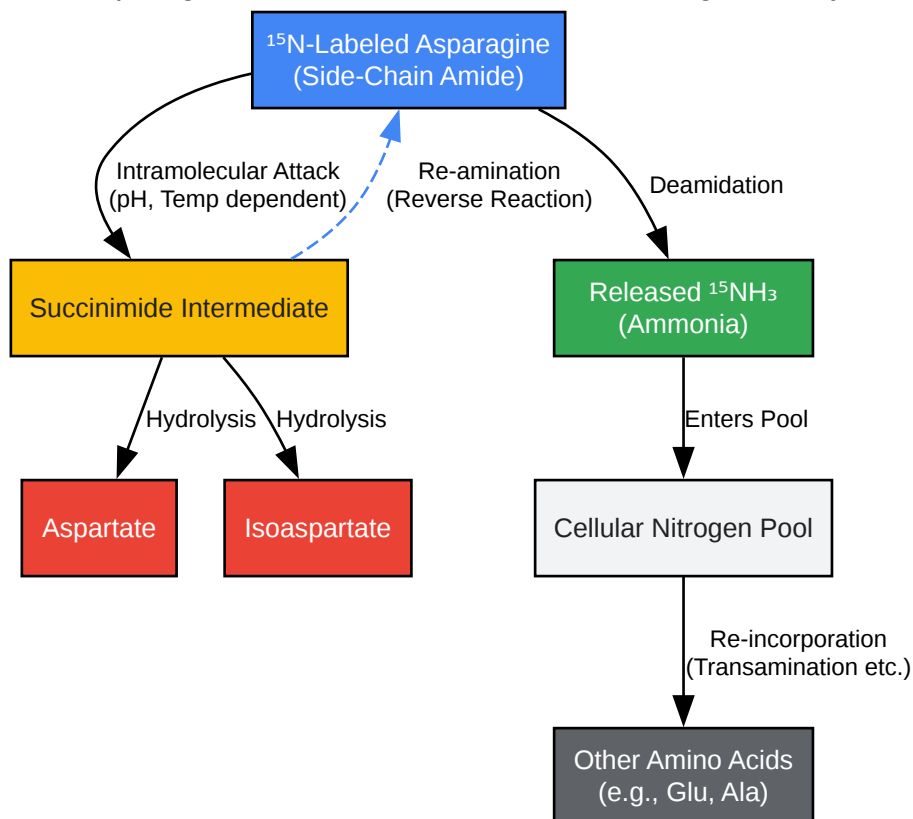 ¹⁵N-Labeled Asparagine
(Side-Chain Amide)
Intramolecular Attack
(pH, Temp dependent)
Re-amination
(Reverse Reaction)
Deamidation
Succinimide Intermediate
Released ¹⁵NH₃
(Ammonia)
Hydrolysis
Hydrolysis
Enters Pool
Aspartate
Isoaspartate
Cellular Nitrogen Pool
Re-incorporation
(Transamination etc.)
Other Amino Acids
(e.g., Glu, Ala)